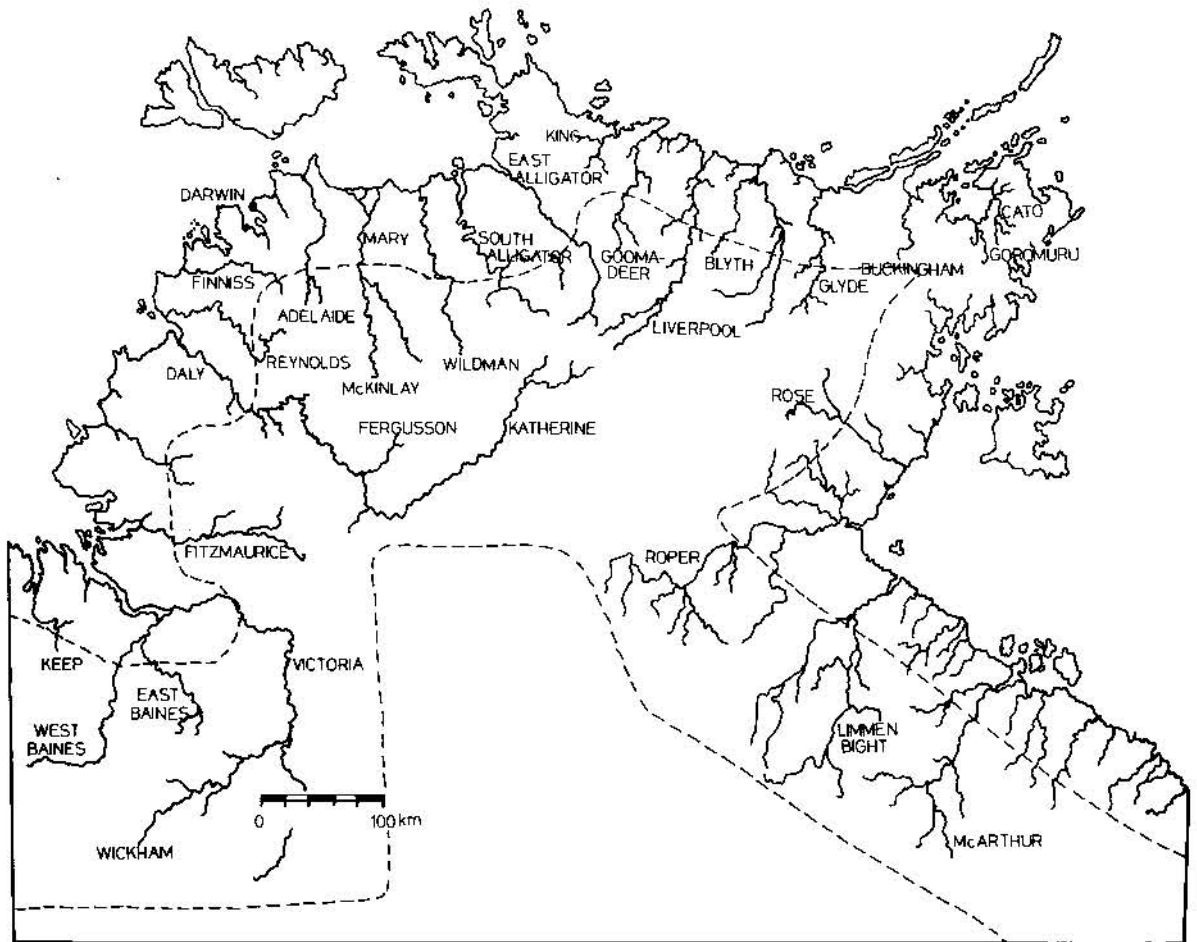 KING
EAST
ALLIGATOR
DARWIN
CATO
MARY
SOUTH
ALLIGATOR
GOOMA-
DEER
BLYTH
BUCKINGHAM
GOROMURU
FINNISS
GLYDE
ADELAIDE
LIVERPOOL
REYNOLDS
WILDMAN
DALY
McKINLAY
ROSE
FERGUSSON
KATHERINE
FITZMAURICE
ROPER
KEEP
VICTORIA
EAST
BAINES
WEST
BAINES
LIMMEN
BIGHT
0 100 km
WICKHAM
McARTHUR